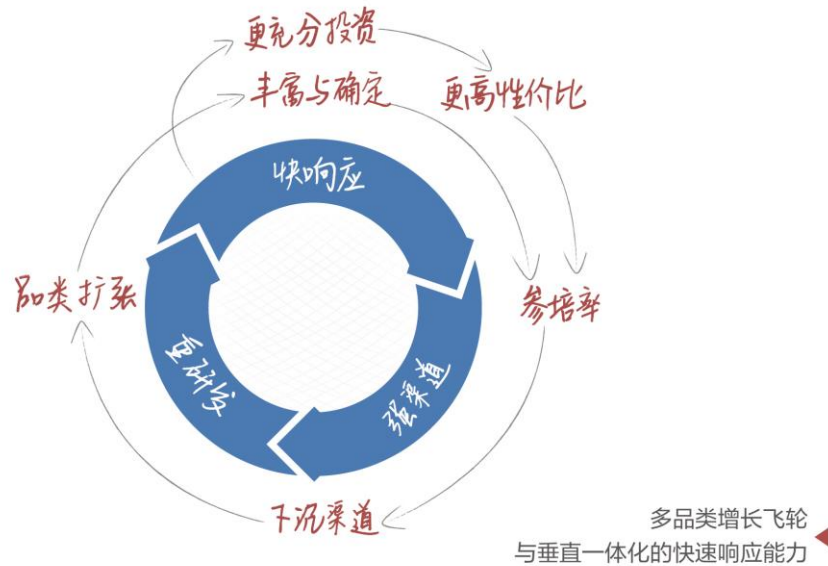 更充分投资
丰富与确定
更高性价比
快响应
品类扩张
参培率
重研发
强渠道
下沉渠道
多品类增长飞轮
与垂直一体化的快速响应能力